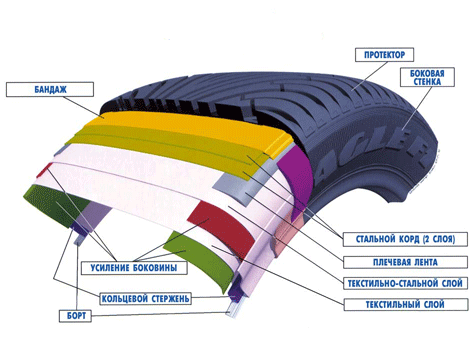 ПРОТЕКТОР
БОКОВАЯ
СТЕНКА
БАНДАЖ
СТАЛЬНОЙ КОРД (2 СЛОЯ)
ПЛЕЧЕВАЯ ЛЕНТА
УСИЛЕНИЕ БОКОВИНЫ
ТЕКСТИЛЬНО-СТАЛЬНОЙ СЛОЙ
КОЛЬЦЕВОЙ СТЕРЖЕНЬ
ТЕКСТИЛЬНЫЙ СЛОЙ
БОРТ